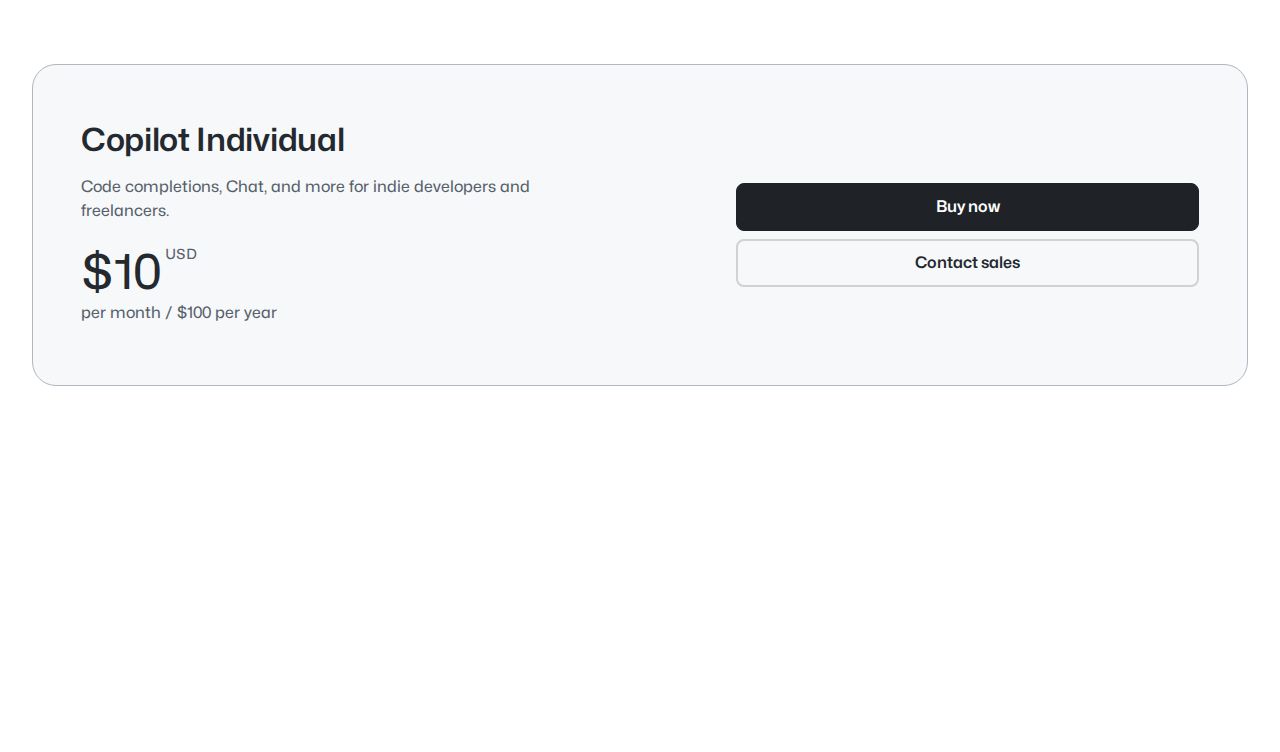 Copilot Individual
Code completions, Chat, and more for indie developers and
freelancers.
$10 USD
per month / $100 per year
Buy now
Contact sales